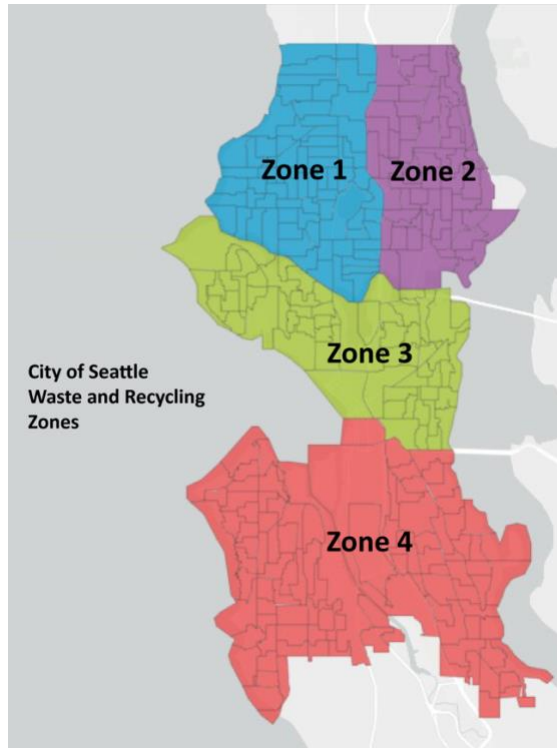 Zone 1
Zone 2
Zone 3
City of Seattle
Waste and Recycling
Zones
Zone 4